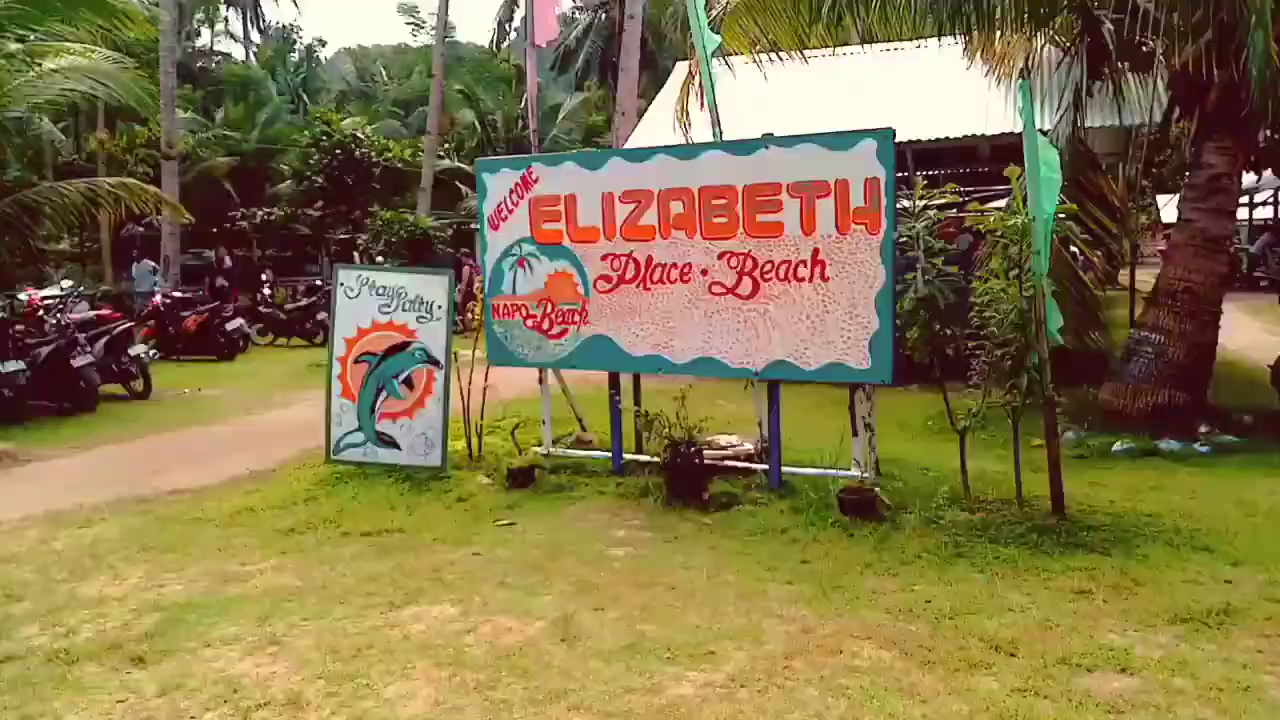 Stay Salty.
WELCOME
ELIZABETH
Place • Beach
NAPO Beach